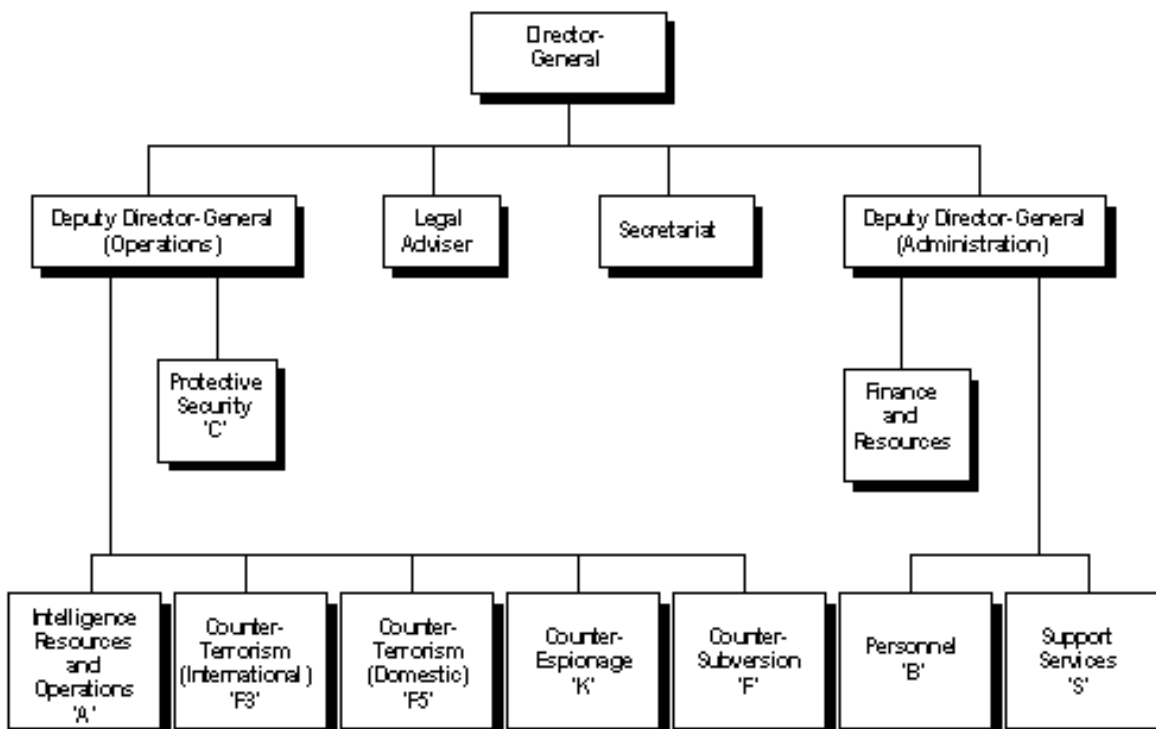 Director-
General
Deputy Director-General
(Operations)
Legal
Adviser
Secretariat
Deputy Director-General
(Administration)
Protective
Security
'C'
Finance
and
Resources
Intelligence
Resources
and
Operations
'A'
Counter-
Terrorism
(International)
'F3'
Counter-
Terrorism
(Domestic)
'F5'
Counter-
Espionage
'K'
Counter-
Subversion
'F'
Personnel
'B'
Support
Services
'S'